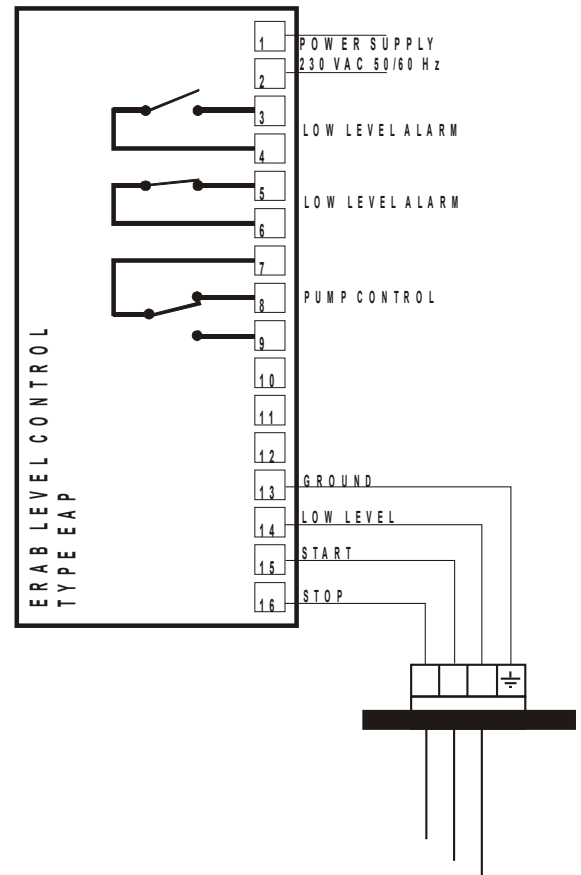 1
POWER SUPPLY
2
230 VAC 50/60 Hz
3
LOW LEVEL ALARM
4
5
LOW LEVEL ALARM
6
7
8
PUMP CONTROL
9
10
11
12
13
GROUND
14
LOW LEVEL
15
START
16
STOP
ERAB LEVEL CONTROL
TYPE EAP